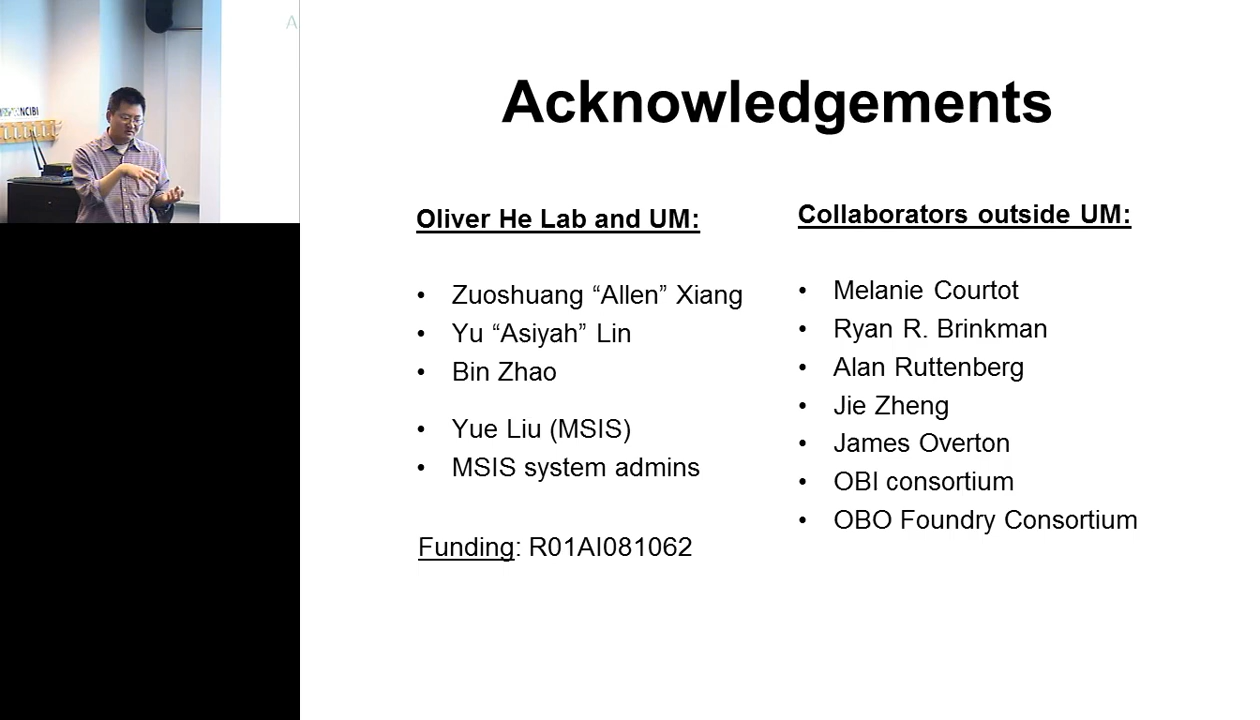 A
NCIBI
Acknowledgements
Oliver He Lab and UM:
• Zuoshuang “Allen” Xiang
• Yu “Asiyah” Lin
• Bin Zhao
• Yue Liu (MSIS)
• MSIS system admins
Funding: R01AI081062
Collaborators outside UM:
• Melanie Courtot
• Ryan R. Brinkman
• Alan Ruttenberg
• Jie Zheng
• James Overton
• OBI consortium
• OBO Foundry Consortium